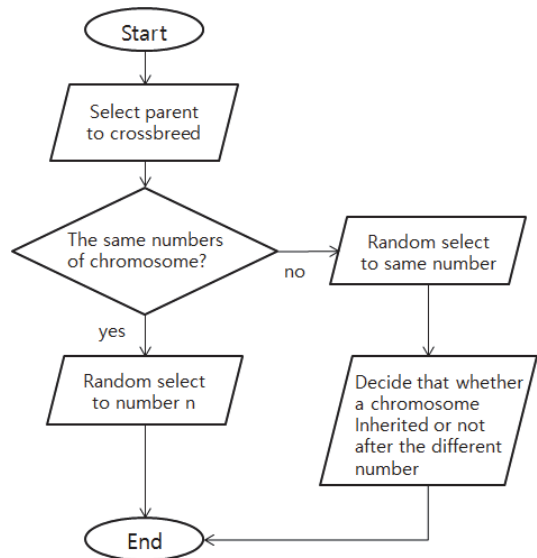 Start
Select parent
to crossbreed
The same numbers
of chromosome?
no
Random select
to same number
yes
Random select
to number n
Decide that whether
a chromosome
Inherited or not
after the different
number
End